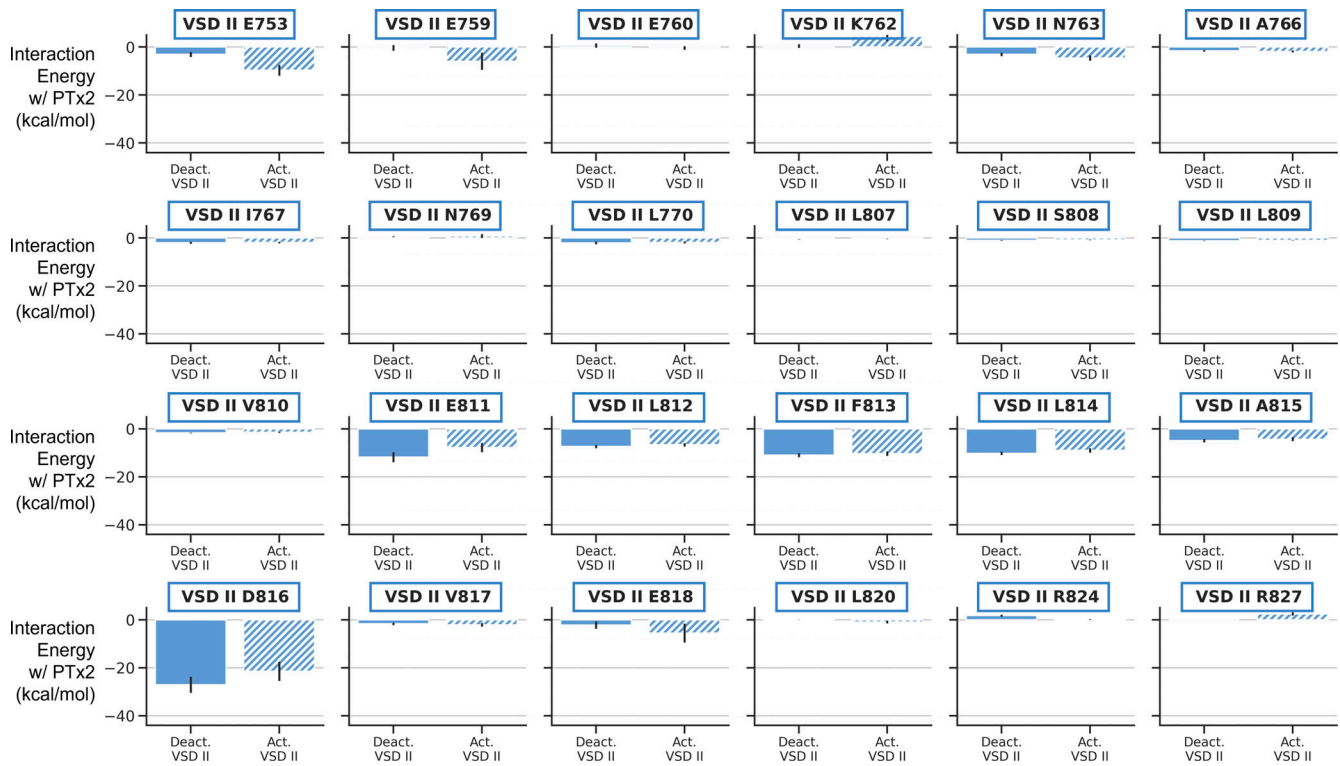 VSD II E753 VSD II E759 VSD II E760 VSD II K762 VSD II N763 VSD II A766
Interaction
Energy
w/ PTx2
(kcal/mol)
0
−20
−40
Deact. Act. Deact. Act. Deact. Act. Deact. Act. Deact. Act. Deact. Act.
VSD II VSD II VSD II VSD II VSD II VSD II VSD II VSD II VSD II VSD II VSD II VSD II
VSD II I767 VSD II N769 VSD II L770 VSD II L807 VSD II S808 VSD II L809
Interaction
Energy
w/ PTx2
(kcal/mol)
0
−20
−40
Deact. Act. Deact. Act. Deact. Act. Deact. Act. Deact. Act. Deact. Act.
VSD II VSD II VSD II VSD II VSD II VSD II VSD II VSD II VSD II VSD II VSD II VSD II
VSD II V810 VSD II E811 VSD II L812 VSD II F813 VSD II L814 VSD II A815
Interaction
Energy
w/ PTx2
(kcal/mol)
0
−20
−40
Deact. Act. Deact. Act. Deact. Act. Deact. Act. Deact. Act. Deact. Act.
VSD II VSD II VSD II VSD II VSD II VSD II VSD II VSD II VSD II VSD II VSD II VSD II
VSD II D816 VSD II V817 VSD II E818 VSD II L820 VSD II R824 VSD II R827
Interaction
Energy
w/ PTx2
(kcal/mol)
0
−20
−40
Deact. Act. Deact. Act. Deact. Act. Deact. Act. Deact. Act. Deact. Act.
VSD II VSD II VSD II VSD II VSD II VSD II VSD II VSD II VSD II VSD II VSD II VSD II